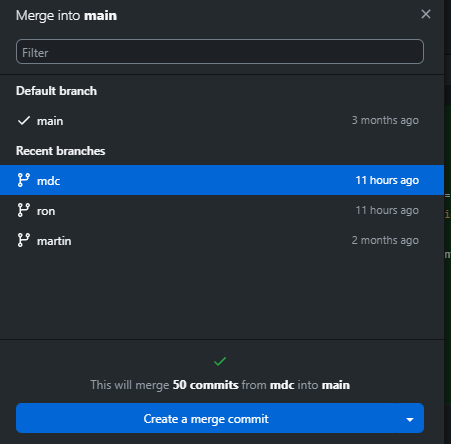 Merge into main
Filter
Default branch
main 3 months ago
Recent branches
mdc 11 hours ago
ron 11 hours ago
martin 2 months ago
This will merge 50 commits from mdc into main
Create a merge commit